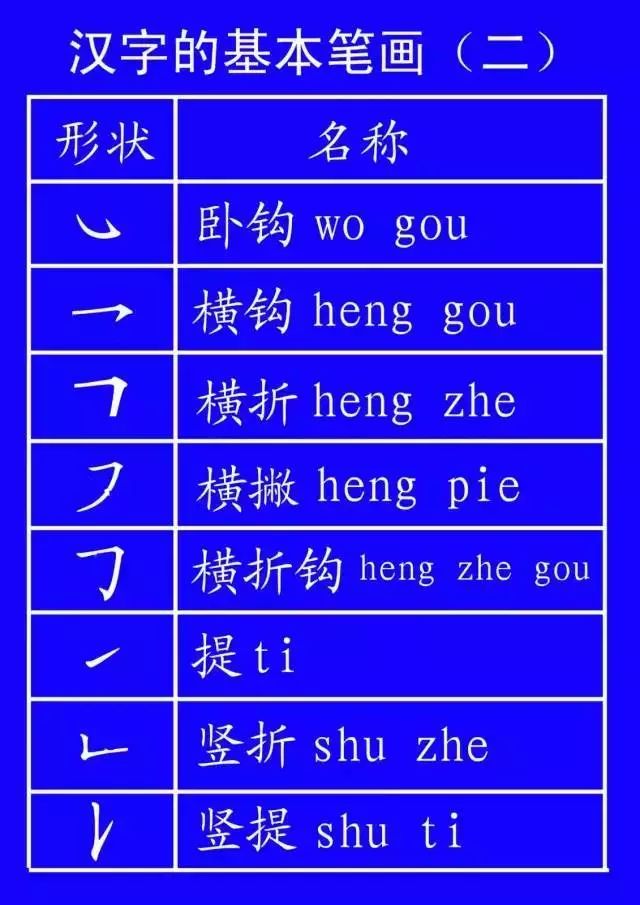 汉字的基本笔画（二）
形状 名称
㇃ 卧钩 wo gou
乛 横钩 heng gou
𠃍 横折 heng zhe
㇇ 横撇 heng pie
𠃌 横折钩 heng zhe gou
㇀ 提 ti
𠃊 竖折 shu zhe
𠄌 竖提 shu ti